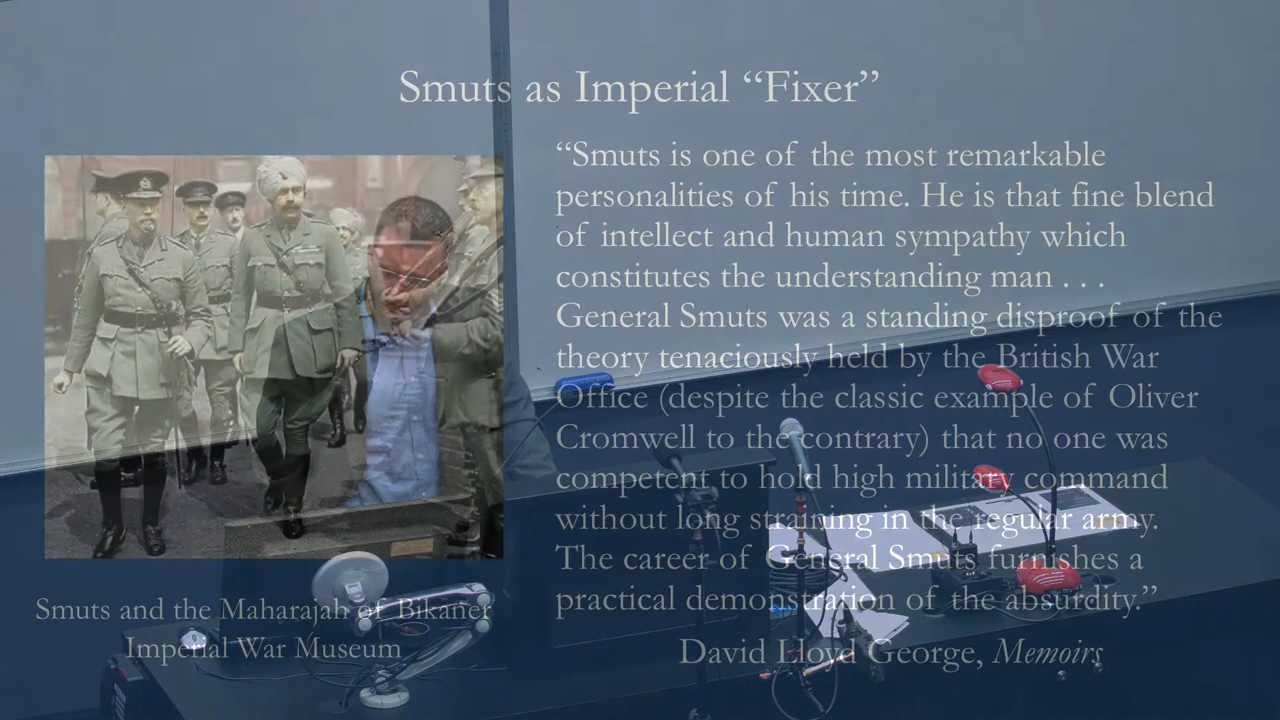 Smuts as Imperial “Fixer”
“Smuts is one of the most remarkable
personalities of his time. He is that fine blend
of intellect and human sympathy which
constitutes the understanding man . . .
General Smuts was a standing disproof of the
theory tenaciously held by the British War
Office (despite the classic example of Oliver
Cromwell to the contrary) that no one was
competent to hold high military command
without long straining in the regular army.
The career of General Smuts furnishes a
practical demonstration of the absurdity.”
David Lloyd George, Memoirs
Smuts and the Maharajah of Bikaner
Imperial War Museum